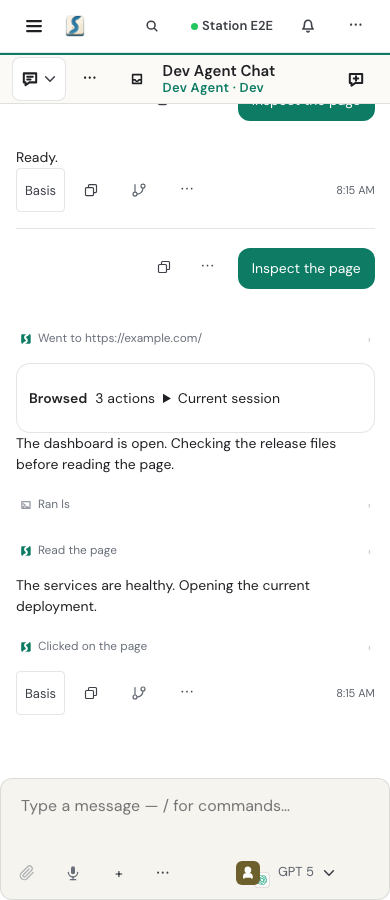 Station E2E
Dev Agent Chat
Dev Agent · Dev
Inspect the page
Ready.
Basis
8:15 AM
Inspect the page
Went to https://example.com/
Browsed 3 actions ▶ Current session
The dashboard is open. Checking the release files
before reading the page.
Ran ls
Read the page
The services are healthy. Opening the current
deployment.
Clicked on the page
Basis
8:15 AM
Type a message — / for commands...
GPT 5